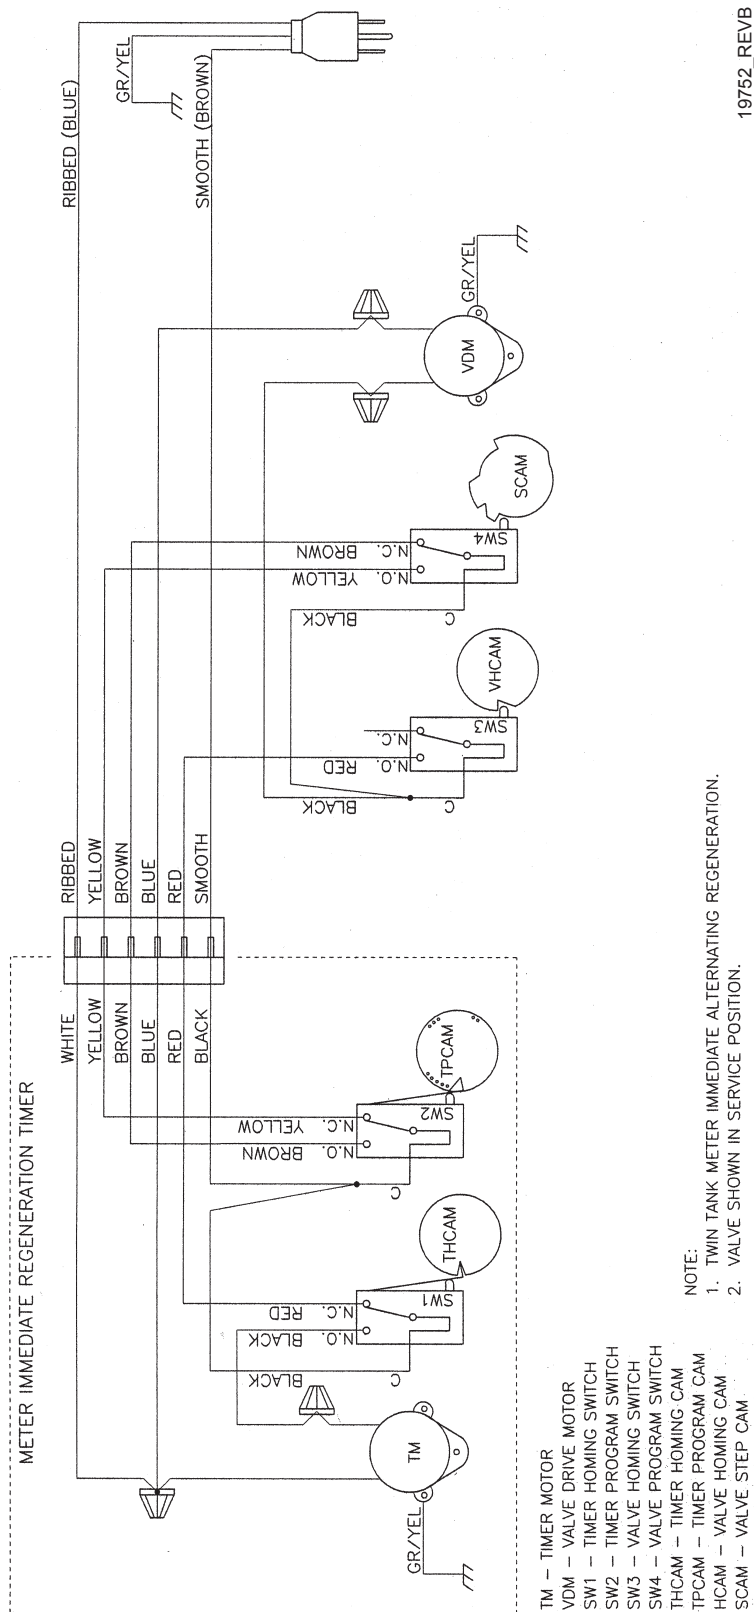 METER IMMEDIATE REGENERATION TIMER
WHITE
YELLOW
BROWN
BLUE
RED
BLACK
RIBBED
YELLOW
BROWN
BLUE
RED
SMOOTH
RIBBED (BLUE)
GR/YEL
SMOOTH (BROWN)
GR/YEL
TM
BLACK
C
BLACK
N.O.
RED
N.C.
SW1
THCAM
C
BROWN
N.O.
YELLOW
N.C.
SW2
TPCAM
BLACK
C
RED
N.O.
N.C.
SW3
VHCAM
BLACK
C
YELLOW
N.O.
BROWN
N.C.
SW4
SCAM
VDM
GR/YEL
TM – TIMER MOTOR
VDM – VALVE DRIVE MOTOR
SW1 – TIMER HOMING SWITCH
SW2 – TIMER PROGRAM SWITCH
SW3 – VALVE HOMING SWITCH
SW4 – VALVE PROGRAM SWITCH
THCAM – TIMER HOMING CAM
TPCAM – TIMER PROGRAM CAM
HCAM – VALVE HOMING CAM
SCAM – VALVE STEP CAM
NOTE:
1. TWIN TANK METER IMMEDIATE ALTERNATING REGENERATION.
2. VALVE SHOWN IN SERVICE POSITION.
19752_REVB